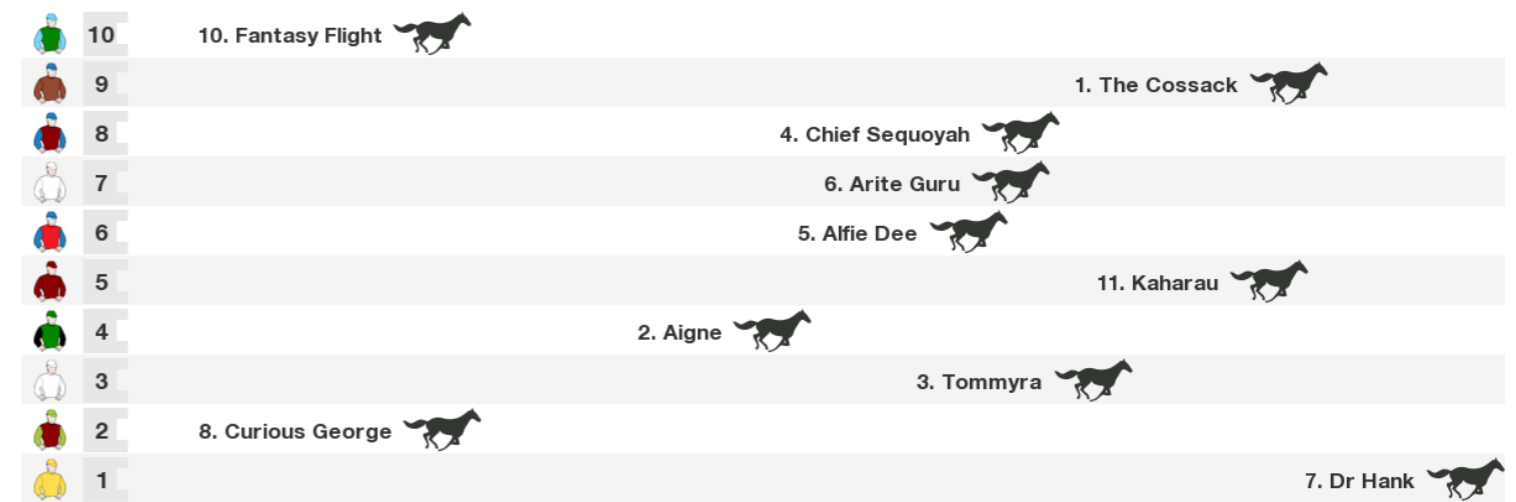 10 10. Fantasy Flight
9 1. The Cossack
8 4. Chief Sequoyah
7 6. Arite Guru
6 5. Alfie Dee
5 11. Kaharau
4 2. Aigne
3 3. Tommyra
2 8. Curious George
1 7. Dr Hank